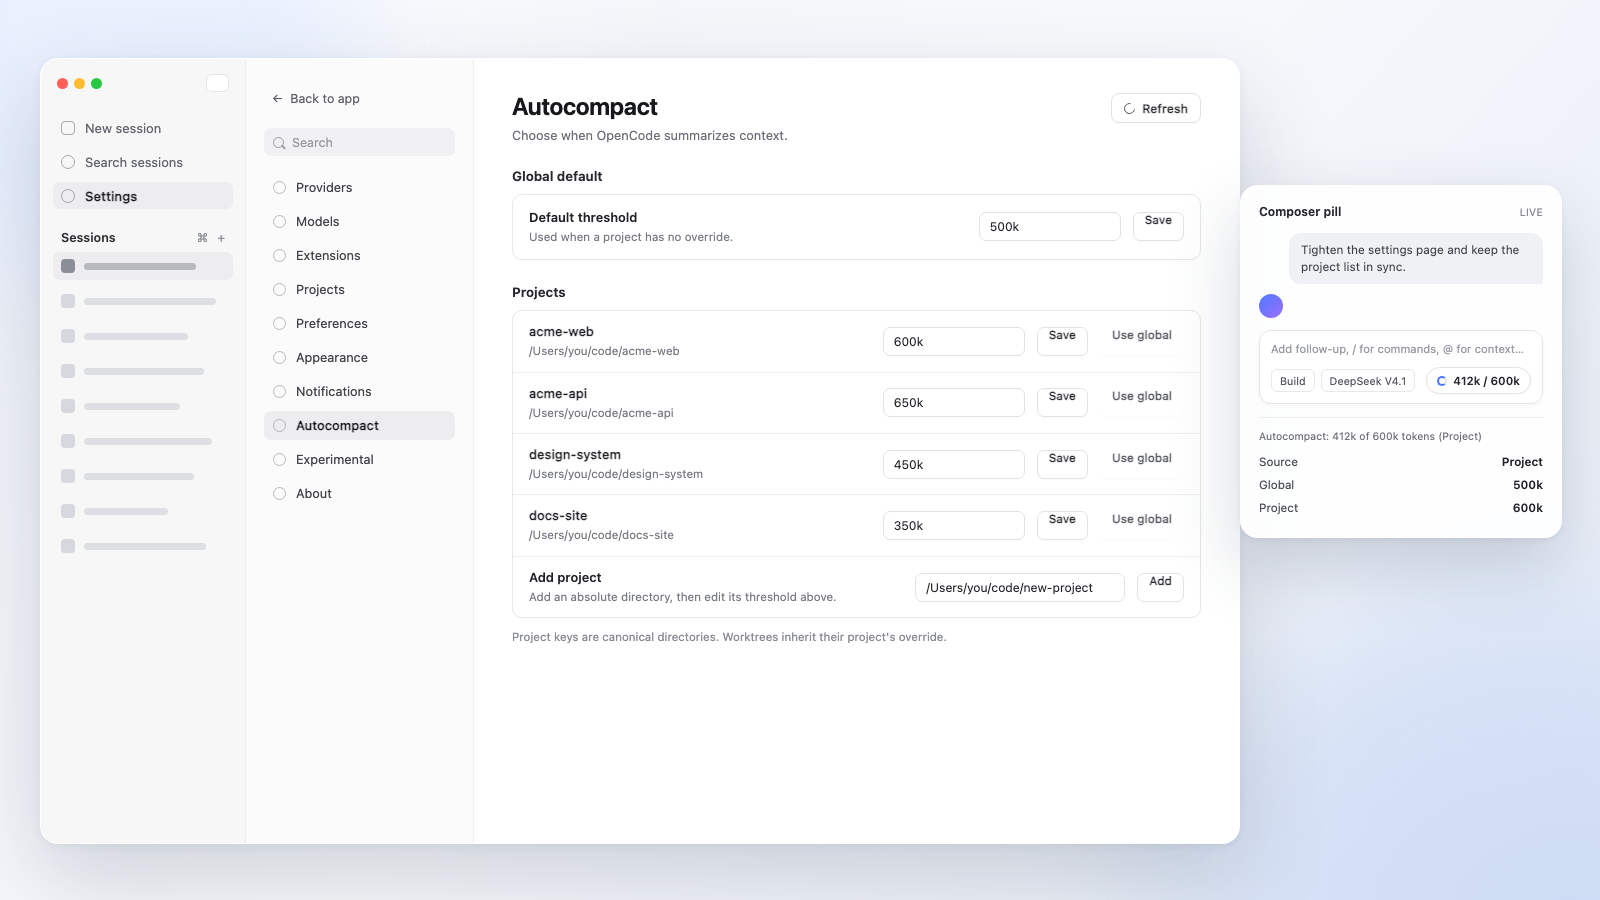 New session
Search sessions
Settings
Sessions ⌘ +
← Back to app
Search
Providers
Models
Extensions
Projects
Preferences
Appearance
Notifications
Autocompact
Experimental
About
Autocompact
Choose when OpenCode summarizes context.
Refresh
Global default
Default threshold
Used when a project has no override.
500k
Save
Projects
acme-web
/Users/you/code/acme-web
600k
Save
Use global
acme-api
/Users/you/code/acme-api
650k
Save
Use global
design-system
/Users/you/code/design-system
450k
Save
Use global
docs-site
/Users/you/code/docs-site
350k
Save
Use global
Add project
Add an absolute directory, then edit its threshold above.
/Users/you/code/new-project
Add
Project keys are canonical directories. Worktrees inherit their project's override.
Composer pill
LIVE
Tighten the settings page and keep the
project list in sync.
Add follow-up, / for commands, @ for context...
Build
DeepSeek V4.1
412k / 600k
Autocompact: 412k of 600k tokens (Project)
Source Project
Global 500k
Project 600k